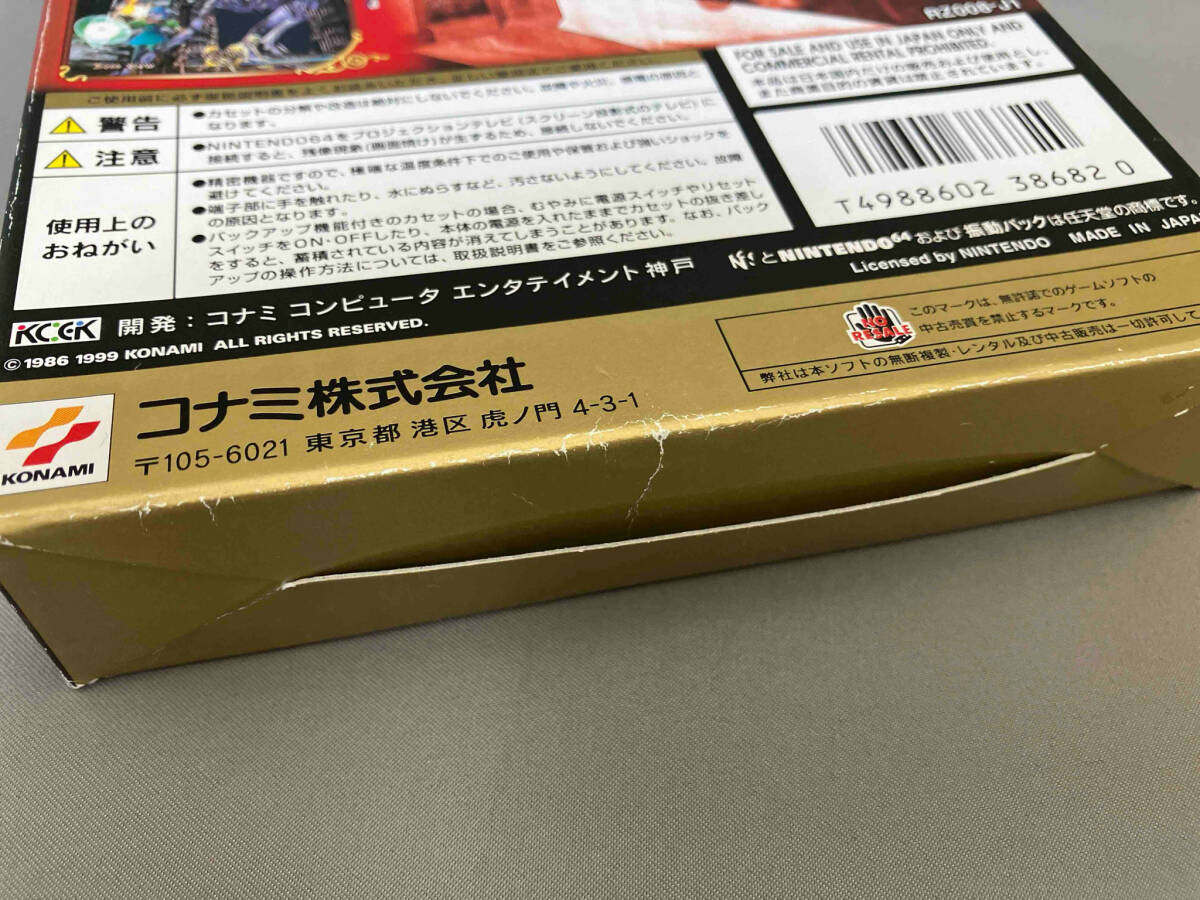 RZ008-J1
FOR SALE AND USE IN JAPAN ONLY AND
COMMERCIAL RENTAL PROHIBITED.
本品は日本国内だけの販売および使用とし、
また商業目的の賃貸は禁止されています。
警告
●カセットの分解や改造は絶対にしないでください。故障や火災、感電の原因と
なります。
注意
●NINTENDO64をプロジェクションテレビ(スクリーン投影式のテレビ)に
接続すると、残像現象(画面焼け)が生ずるため、接続しないでください。
使用上の
おねがい
●精密機器ですので、極端な温度条件下でのご使用や保管および強いショックを
避けてください。
●端子部に手を触れたり、水にぬらすなど、汚さないようにしてください。故障
の原因となります。
●バックアップ機能付きのカセットの場合、むやみに電源スイッチやリセット
スイッチをON・OFFしたり、本体の電源を入れたままでカセットの抜き差し
をすると、蓄積されている内容が消えてしまうことがあります。なお、バック
アップの操作方法については、取扱説明書をご参照ください。
T4988602 386820
とNINTENDO64および振動パックは任天堂の商標です。
Licensed by NINTENDO MADE IN JAPA
KCEK 開発:コナミ コンピュータ エンタテイメント 神戸
©1986 1999 KONAMI ALL RIGHTS RESERVED.
NO
RESALE
このマークは、無許諾でのゲームソフトの
中古売買を禁止するマークです。
弊社は本ソフトの無断複製・レンタル及び中古販売は一切許可して
KONAMI
コナミ株式会社
〒105-6021 東京都 港区 虎ノ門 4-3-1